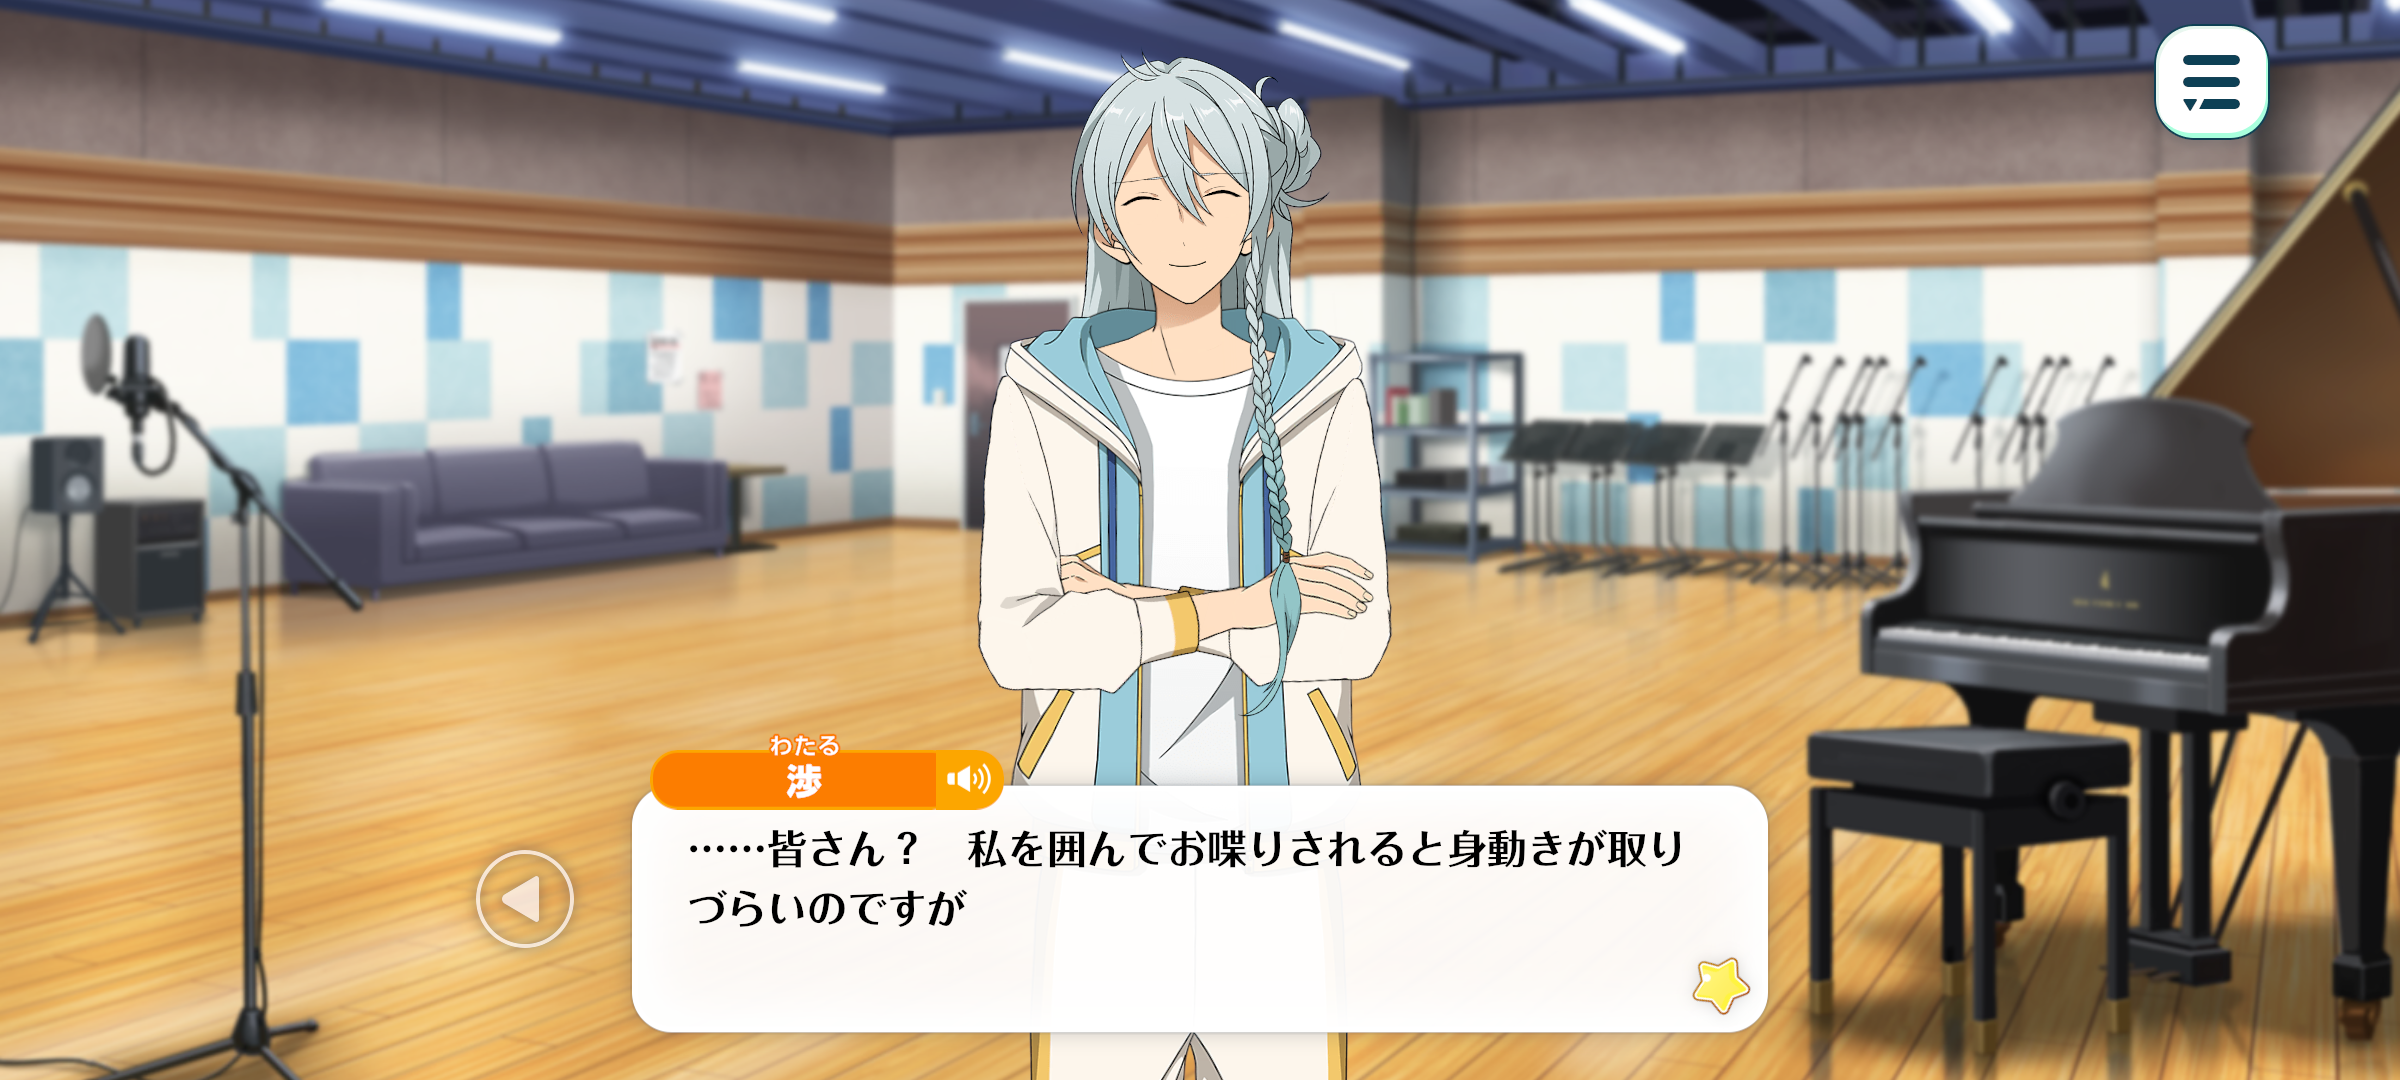 わたる
渉
……皆さん？　私を囲んでお喋りされると身動きが取り
づらいのですが